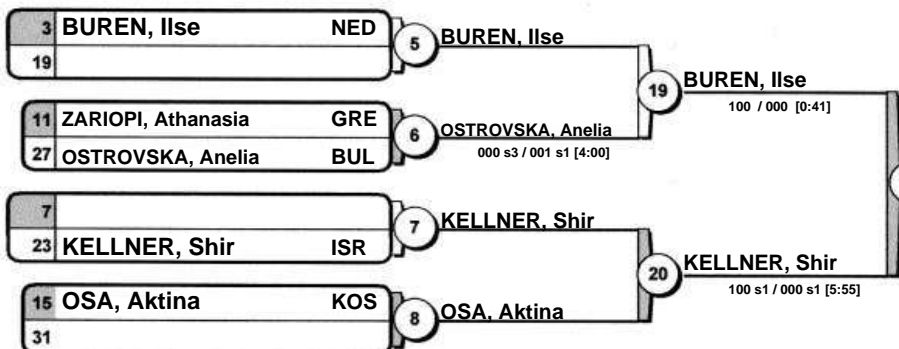 3 BUREN, Ilse NED
19
5
BUREN, Ilse
19
BUREN, Ilse
100 / 000 [0:41]
11 ZARIOPI, Athanasia GRE
27 OSTROVSKA, Anelia BUL
6
OSTROVSKA, Anelia
000 s3 / 001 s1 [4:00]
7
23 KELLNER, Shir ISR
7
KELLNER, Shir
20
KELLNER, Shir
100 s1 / 000 s1 [5:55]
15 OSA, Aktina KOS
31
8
OSA, Aktina